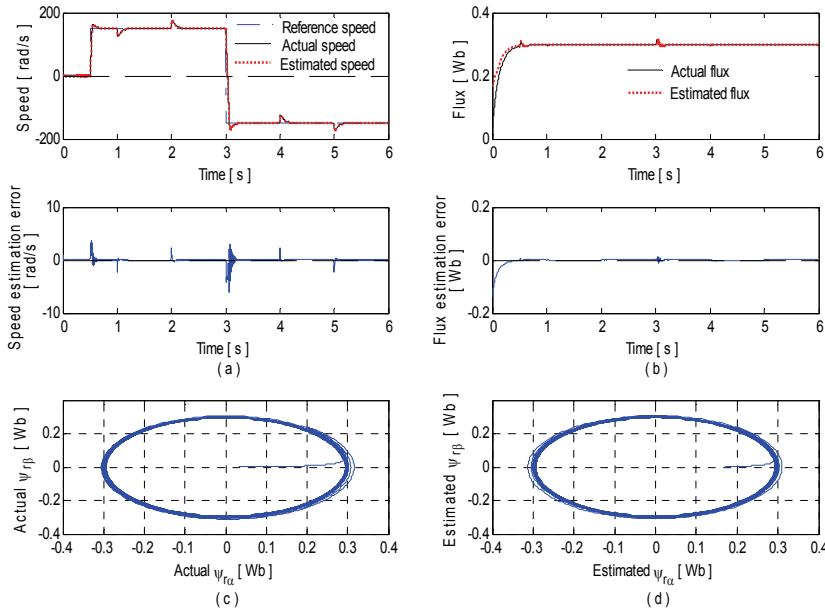 200
0
-200
Speed [ rad/s]
Reference speed
Actual speed
Estimated speed
0 1 2 3 4 5 6
Time [ s ]
0.4
0.2
0
Flux [ Wb]
Actual flux
Estimated flux
0 1 2 3 4 5 6
Time [ s ]
10
0
-10
Speed estimation error
[ rad/s ]
0 1 2 3 4 5 6
Time [ s ]
( a )
0.2
0
-0.2
Flux estimation error
[ Wb]
0 1 2 3 4 5 6
Time [ s ]
( b )
0.2
0
-0.2
-0.4
Actual ψrβ [ Wb]
-0.4 -0.3 -0.2 -0.1 0 0.1 0.2 0.3 0.4
Actual ψrα [ Wb]
( c )
0.2
0
-0.2
-0.4
Estimated ψrβ [ Wb]
-0.4 -0.3 -0.2 -0.1 0 0.1 0.2 0.3 0.4
Estimated ψrα [ Wb]
( d )